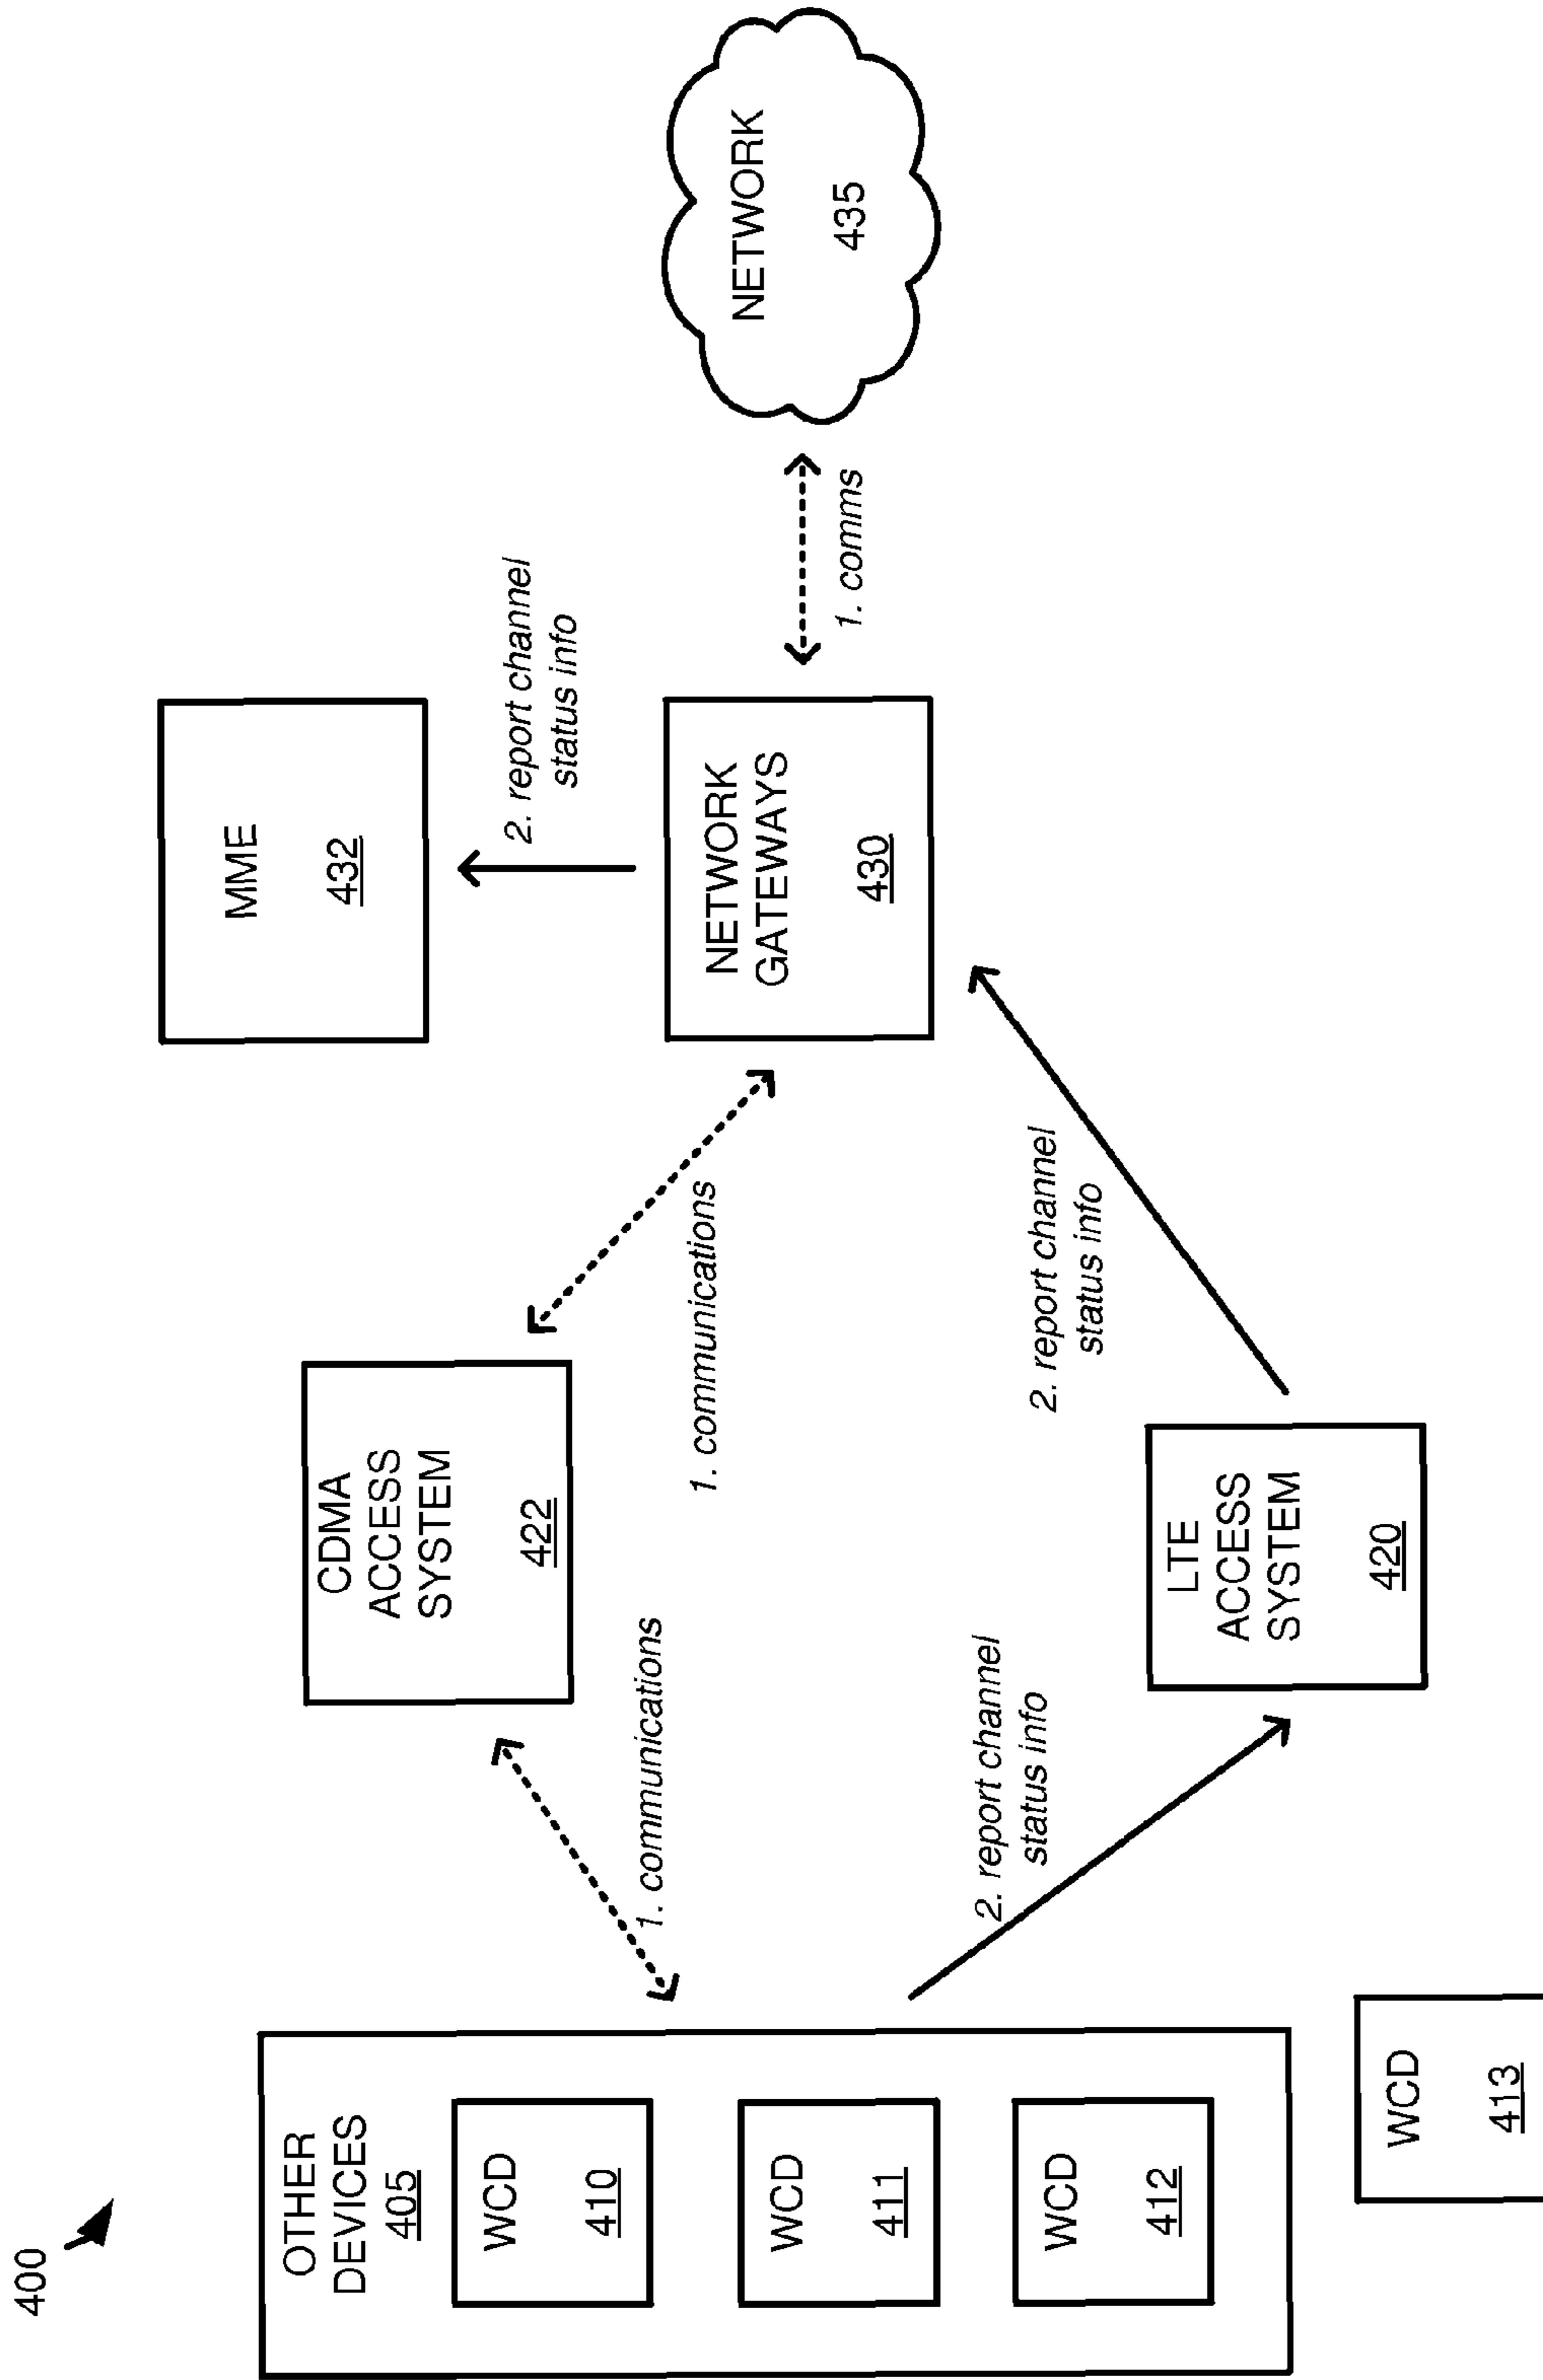 400
OTHER
DEVICES
405
WCD
410
WCD
411
WCD
412
WCD
413
1. communications
2. report channel
status info
CDMA
ACCESS
SYSTEM
422
LTE
ACCESS
SYSTEM
420
1. communications
2. report channel
status info
MME
432
2. report channel
status info
NETWORK
GATEWAYS
430
1. comms
NETWORK
435